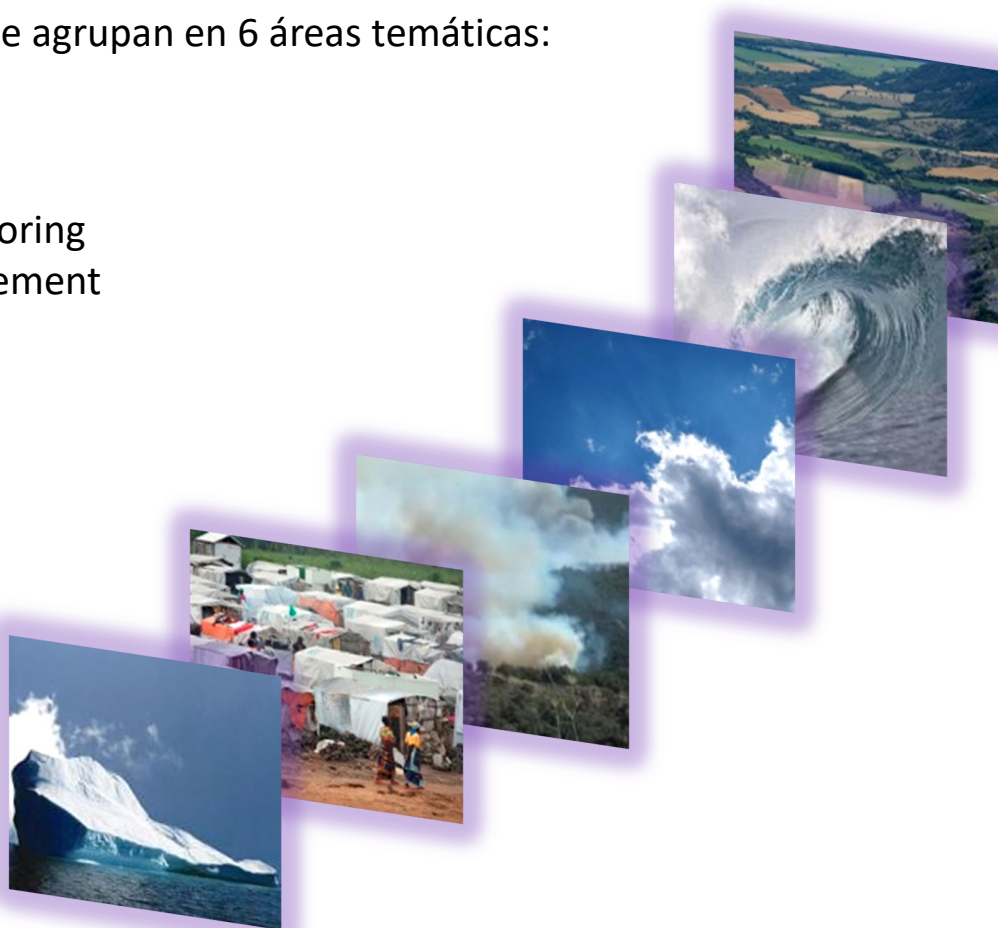 e agrupan en 6 áreas temáticas:
oring
ement